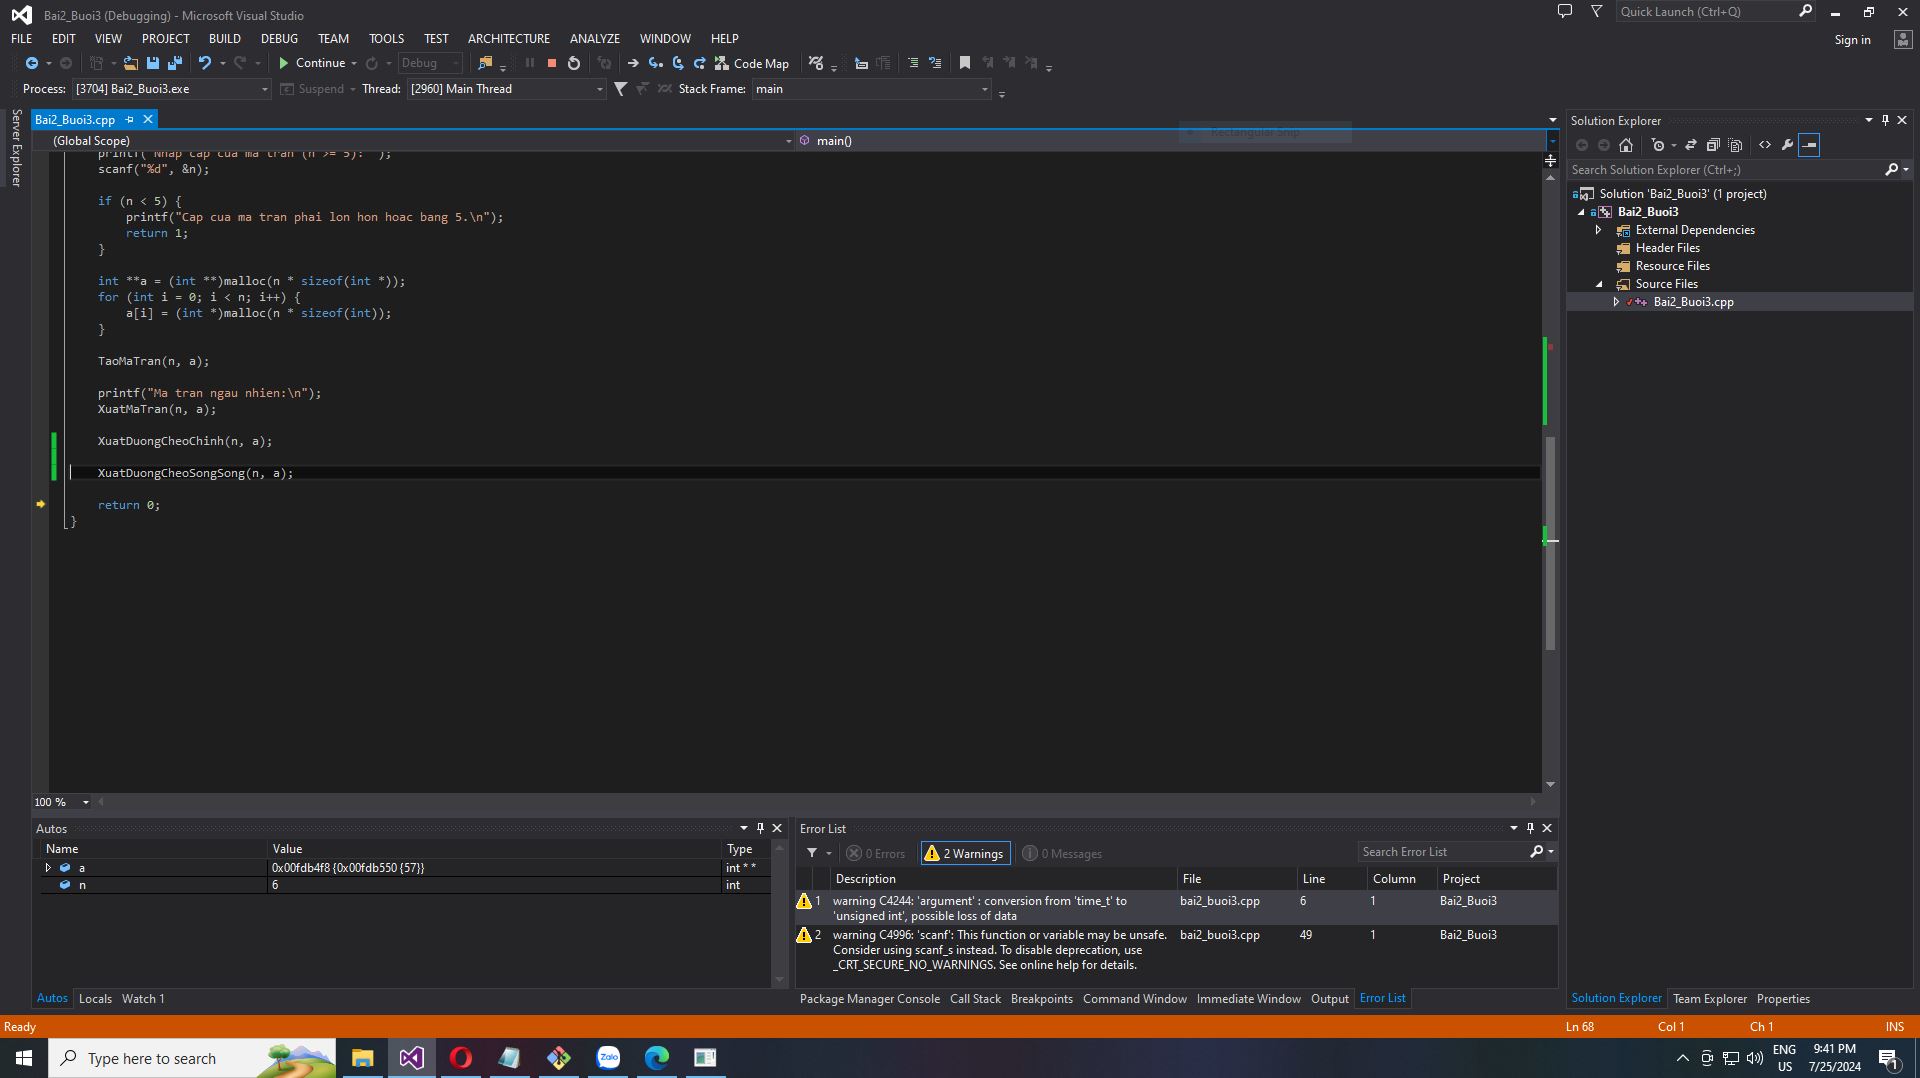 Bai2_Buoi3 (Debugging) - Microsoft Visual Studio
Quick Launch (Ctrl+Q)
FILE EDIT VIEW PROJECT BUILD DEBUG TEAM TOOLS TEST ARCHITECTURE ANALYZE WINDOW HELP
Sign in
Continue Debug Code Map
Process: [3704] Bai2_Buoi3.exe Suspend Thread: [2960] Main Thread Stack Frame: main
Server Explorer
Bai2_Buoi3.cpp
Rectangular Snip
(Global Scope) main()
printf("Nhap cap cua ma tran (n >= 5): ");
scanf("%d", &n);
if (n < 5) {
printf("Cap cua ma tran phai lon hon hoac bang 5.\n");
return 1;
}
int **a = (int **)malloc(n * sizeof(int *));
for (int i = 0; i < n; i++) {
a[i] = (int *)malloc(n * sizeof(int));
}
TaoMaTran(n, a);
printf("Ma tran ngau nhien:\n");
XuatMaTran(n, a);
XuatDuongCheoChinh(n, a);
XuatDuongCheoSongSong(n, a);
return 0;
}
100 %
Solution Explorer
Search Solution Explorer (Ctrl+;)
Solution 'Bai2_Buoi3' (1 project)
Bai2_Buoi3
External Dependencies
Header Files
Resource Files
Source Files
Bai2_Buoi3.cpp
Autos
Name Value Type
a 0x00fdb4f8 {0x00fdb550 {57}} int * *
n 6 int
Autos Locals Watch 1
Error List
0 Errors 2 Warnings 0 Messages Search Error List
Description File Line Column Project
1 warning C4244: 'argument' : conversion from 'time_t' to 'unsigned int', possible loss of data bai2_buoi3.cpp 6 1 Bai2_Buoi3
2 warning C4996: 'scanf': This function or variable may be unsafe. Consider using scanf_s instead. To disable deprecation, use _CRT_SECURE_NO_WARNINGS. See online help for details. bai2_buoi3.cpp 49 1 Bai2_Buoi3
Package Manager Console Call Stack Breakpoints Command Window Immediate Window Output Error List
Solution Explorer Team Explorer Properties
Ready Ln 68 Col 1 Ch 1 INS
Type here to search
Zalo
ENG
US
9:41 PM
7/25/2024
1